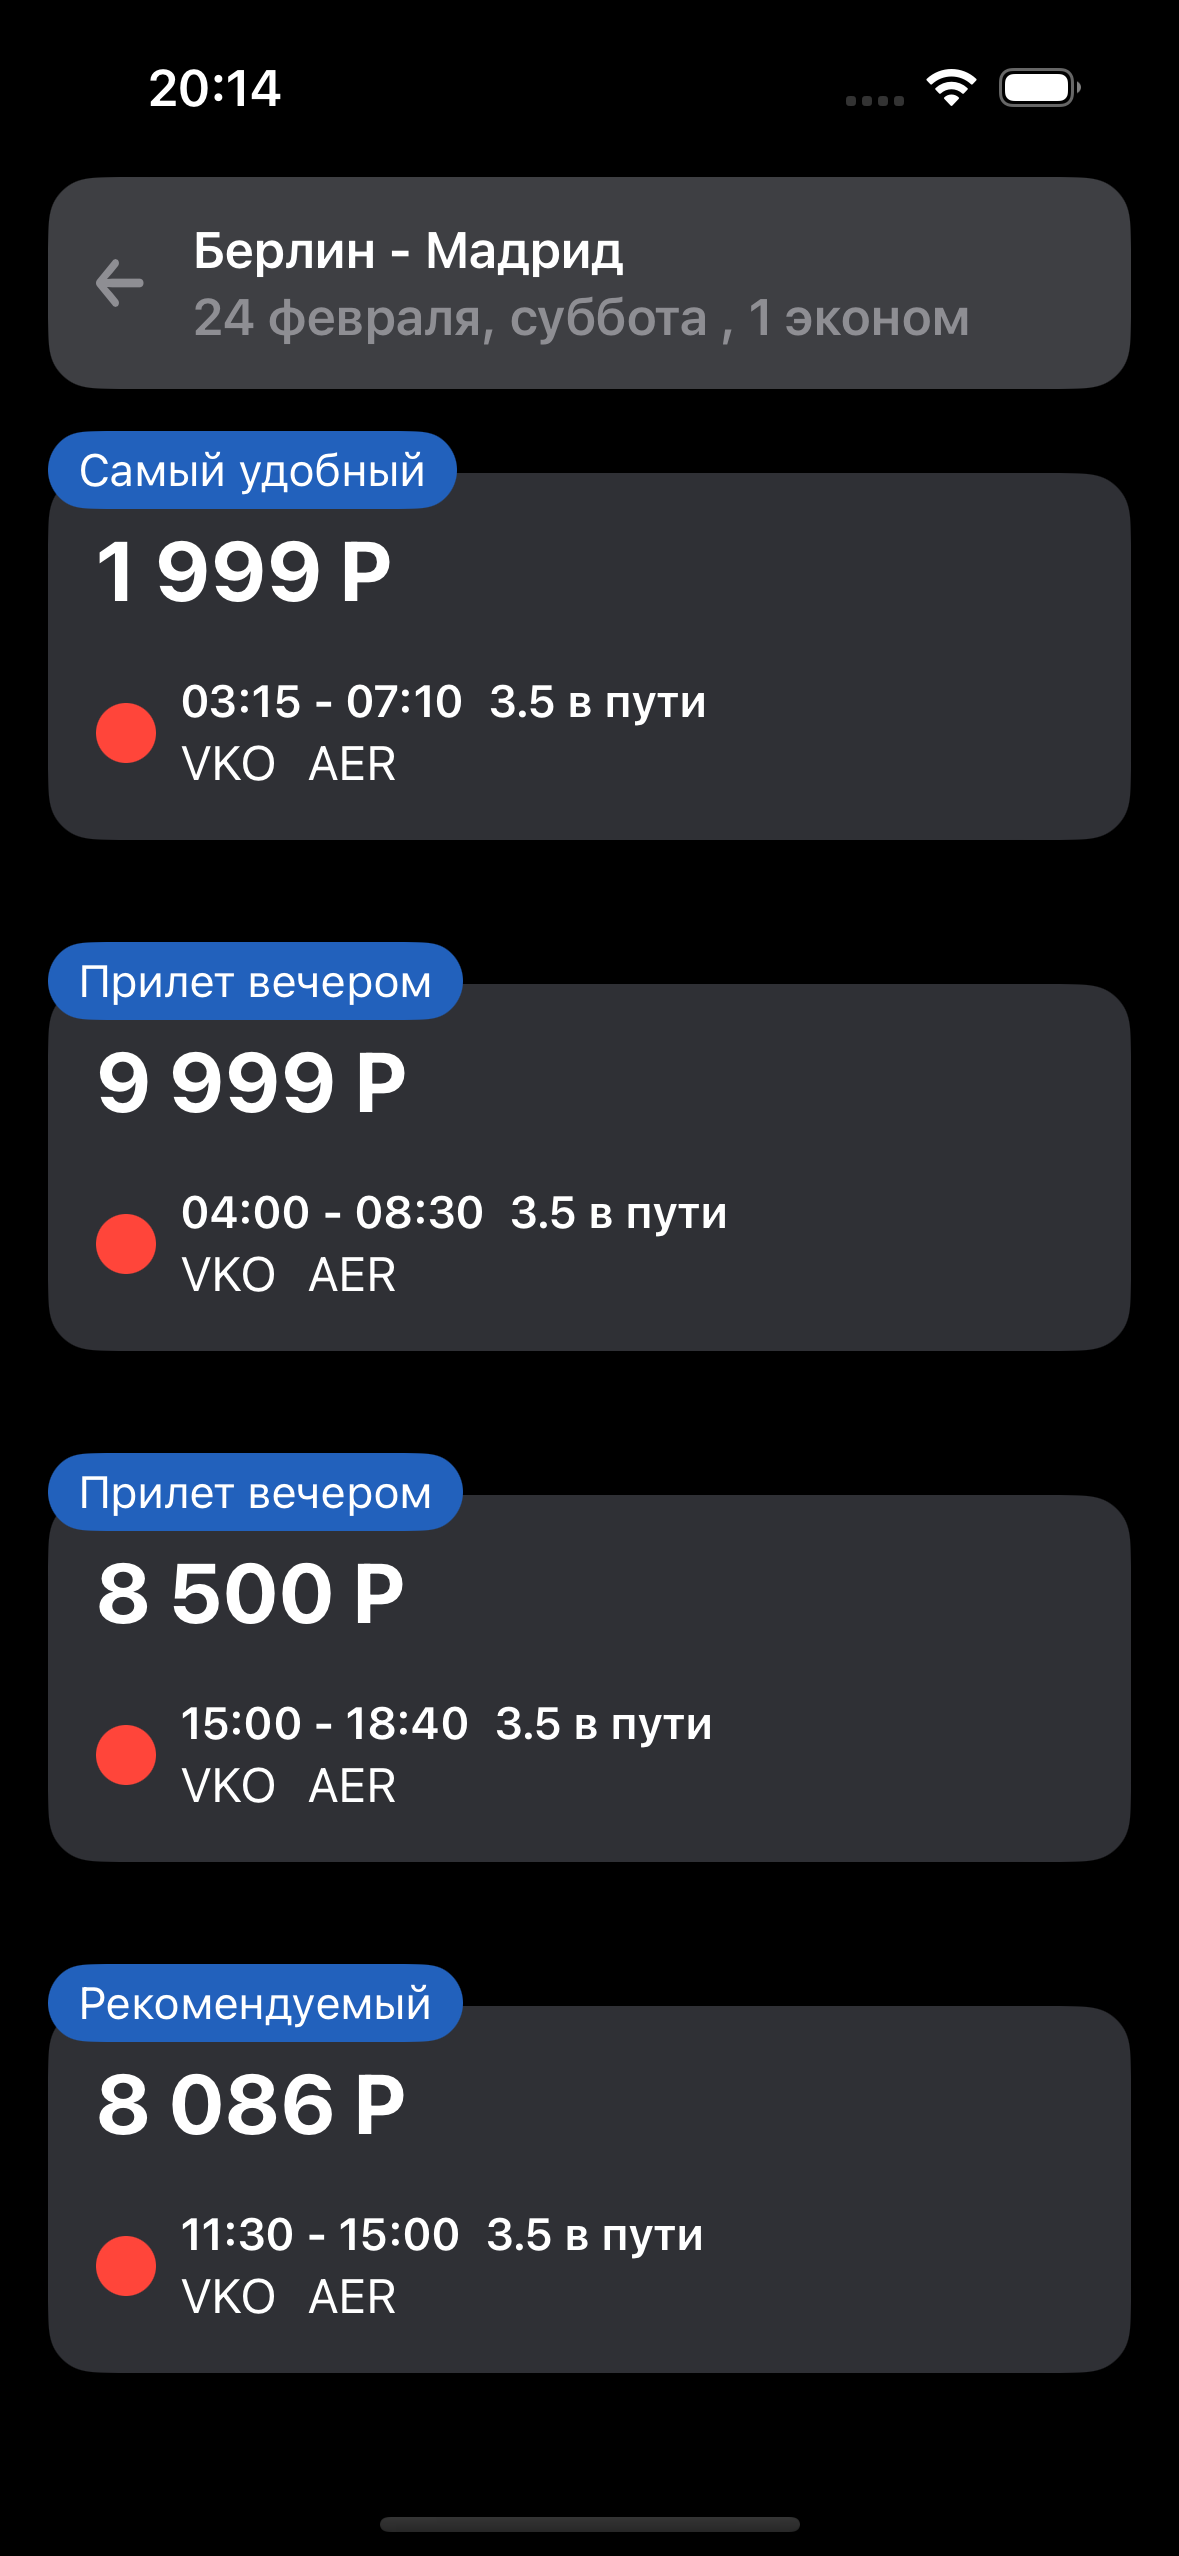 20:14
Берлин - Мадрид
24 февраля, суббота , 1 эконом
Самый удобный
1 999 Р
03:15 - 07:10 3.5 в пути
VKO AER
Прилет вечером
9 999 Р
04:00 - 08:30 3.5 в пути
VKO AER
Прилет вечером
8 500 Р
15:00 - 18:40 3.5 в пути
VKO AER
Рекомендуемый
8 086 Р
11:30 - 15:00 3.5 в пути
VKO AER